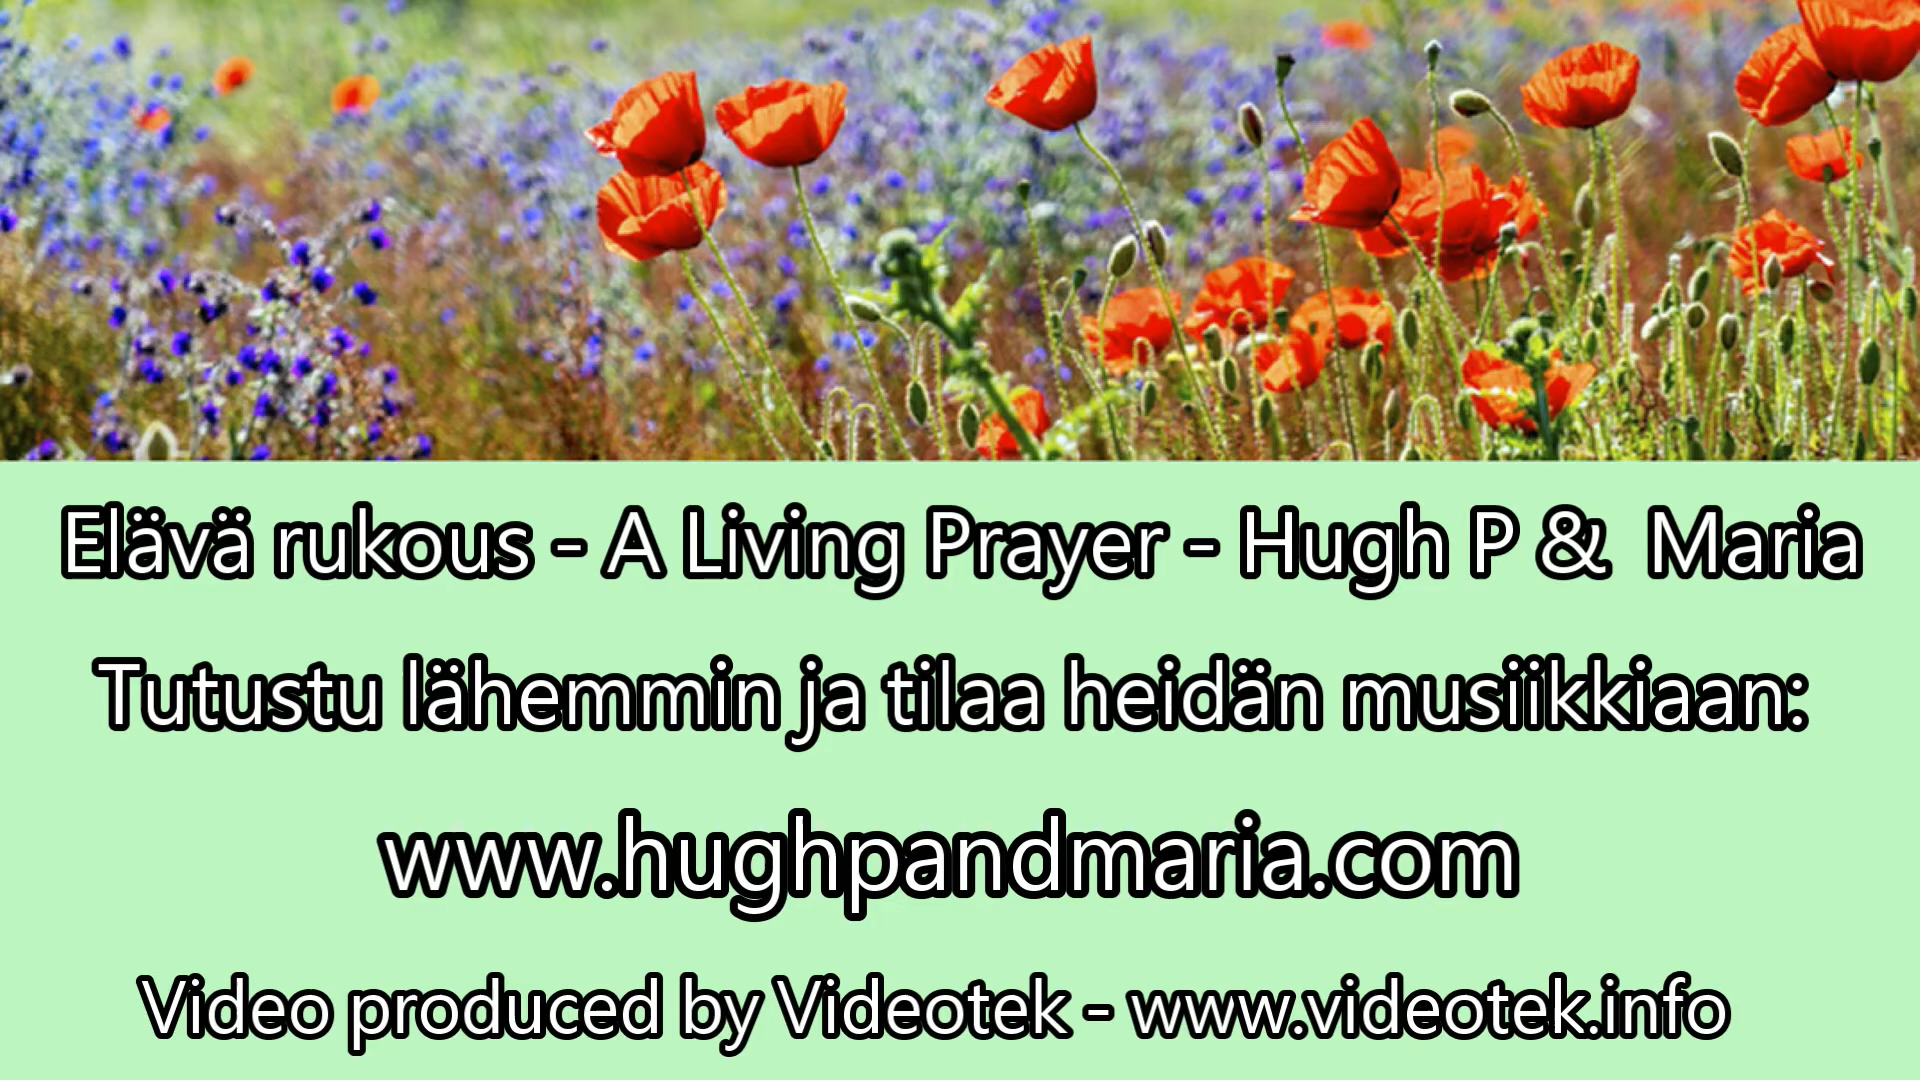 Elävä rukous - A Living Prayer - Hugh P & Maria
Tutustu lähemmin ja tilaa heidän musiikkiaan:
www.hughpandmaria.com
Video produced by Videotek - www.videotek.info